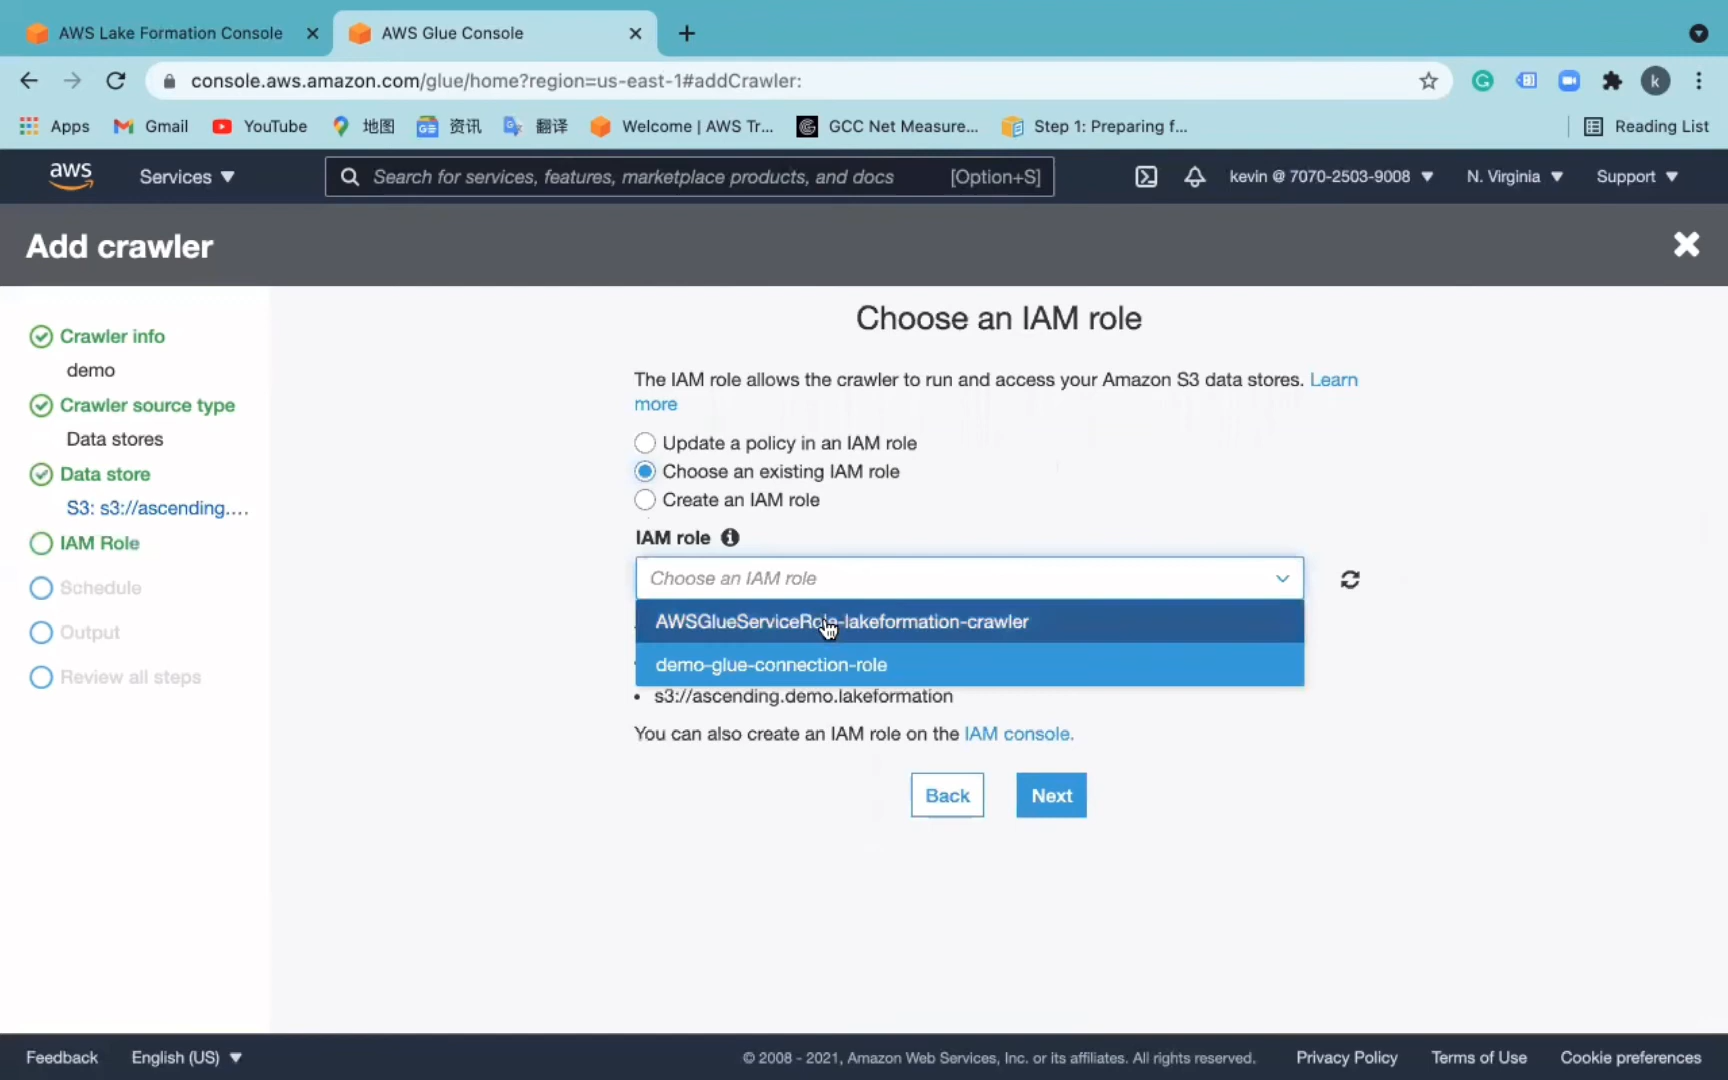 AWS Lake Formation Console
AWS Glue Console
console.aws.amazon.com/glue/home?region=us-east-1#addCrawler:
k
Apps
Gmail
YouTube
地图
资讯
翻译
Welcome | AWS Tr...
GCC Net Measure...
Step 1: Preparing f...
Reading List
aws
Services
Search for services, features, marketplace products, and docs
[Option+S]
kevin @ 7070-2503-9008
N. Virginia
Support
Add crawler
Crawler info
demo
Crawler source type
Data stores
Data store
S3: s3://ascending....
IAM Role
Schedule
Output
Review all steps
Choose an IAM role
The IAM role allows the crawler to run and access your Amazon S3 data stores. Learn
more
Update a policy in an IAM role
Choose an existing IAM role
Create an IAM role
IAM role
Choose an IAM role
AWSGlueServiceRole-lakeformation-crawler
demo-glue-connection-role
• s3://ascending.demo.lakeformation
You can also create an IAM role on the IAM console.
Back
Next
Feedback
English (US)
© 2008 - 2021, Amazon Web Services, Inc. or its affiliates. All rights reserved.
Privacy Policy
Terms of Use
Cookie preferences